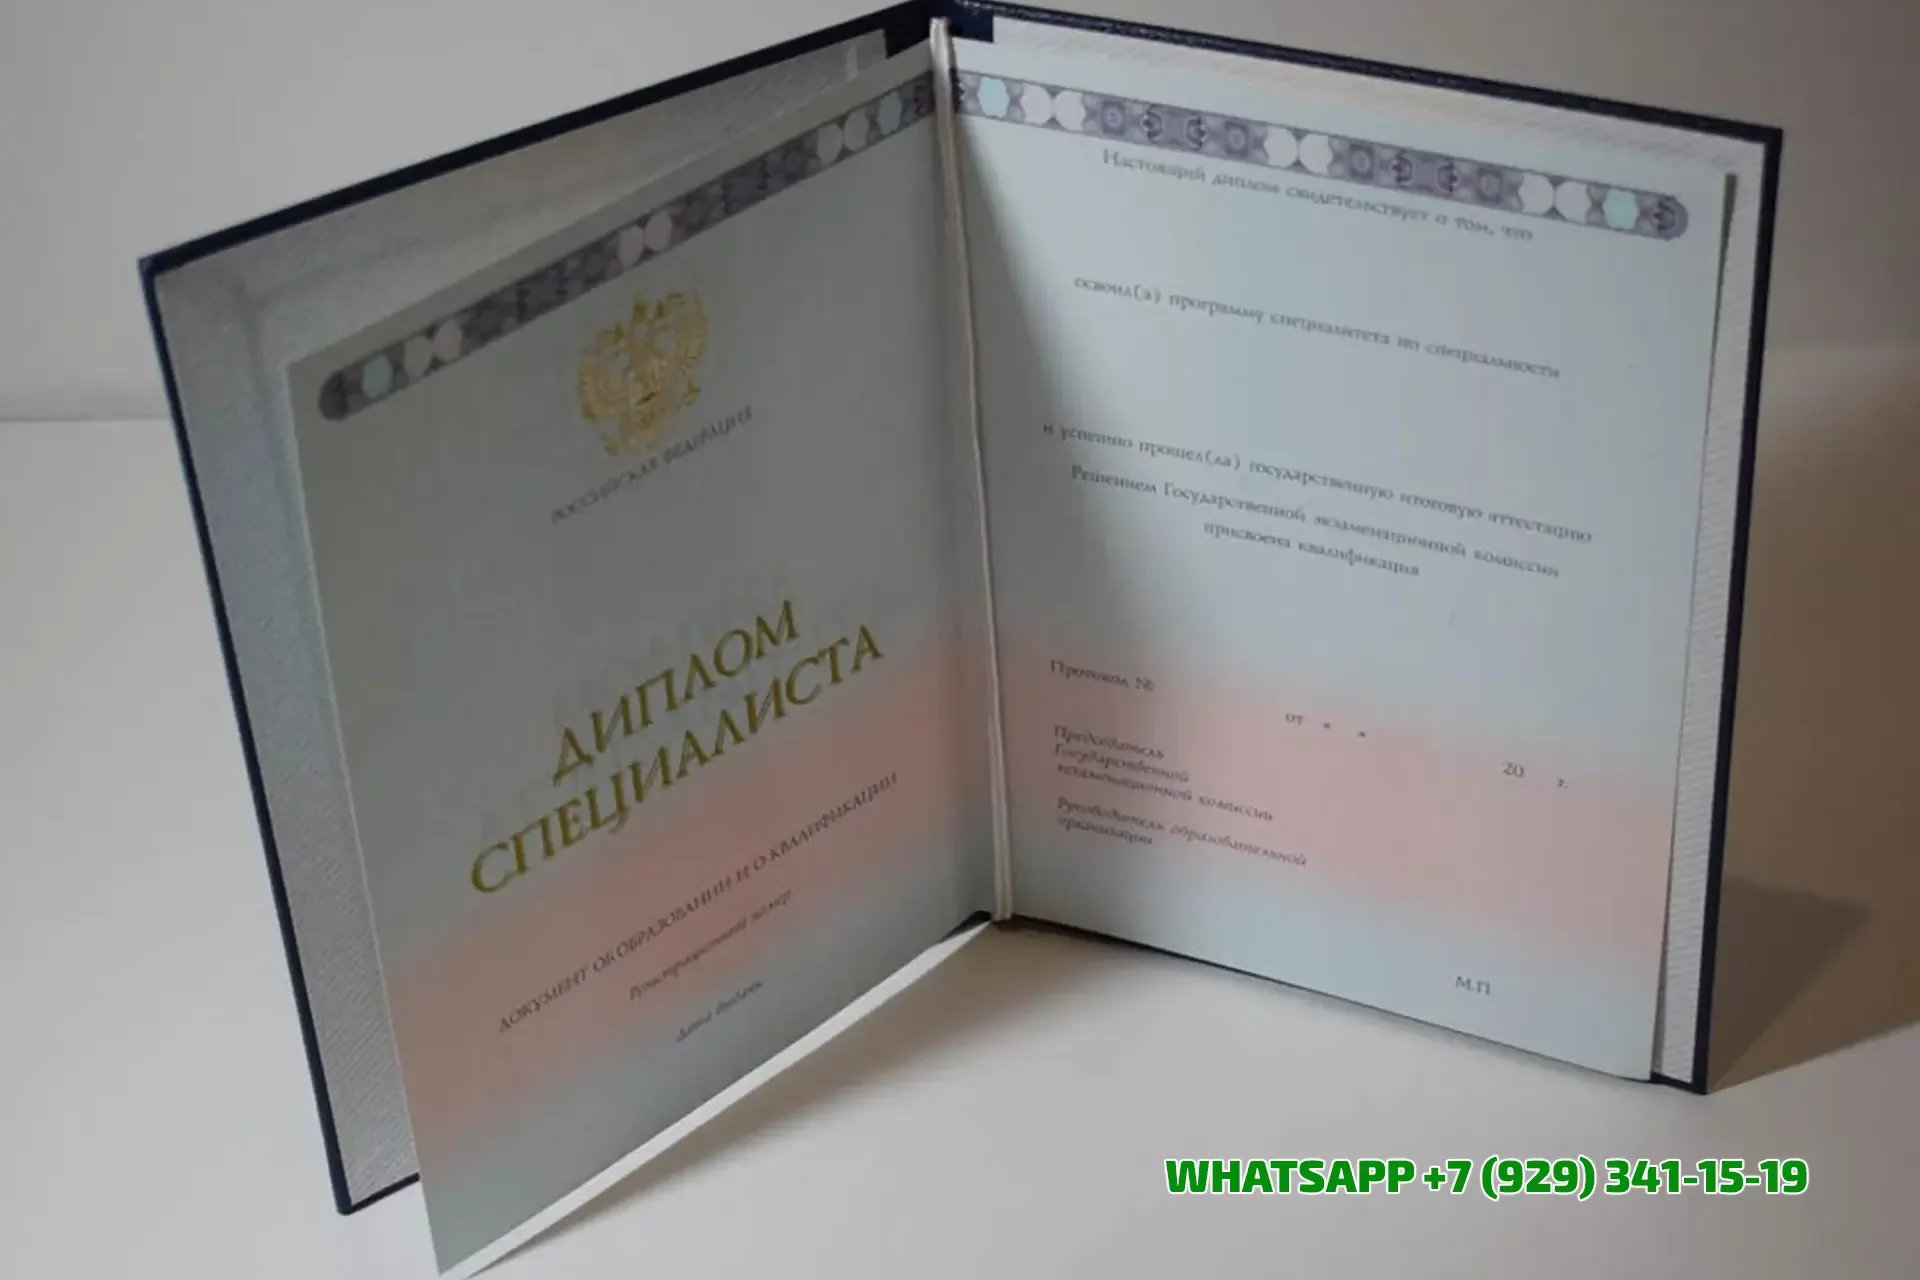 РОССИЙСКАЯ ФЕДЕРАЦИЯ
ДИПЛОМ
СПЕЦИАЛИСТА
ДОКУМЕНТ ОБ ОБРАЗОВАНИИ И О КВАЛИФИКАЦИИ
Регистрационный номер
Дата выдачи
Настоящий диплом свидетельствует о том, что
освоил(а) программу специалитета по специальности
и успешно прошел(ла) государственную итоговую аттестацию
Решением Государственной экзаменационной комиссии
присвоена квалификация
Протокол №
от « » 20 г.
Председатель
Государственной
экзаменационной комиссии
Руководитель образовательной
организации
М.П.
WHATSAPP +7 (929) 341-15-19